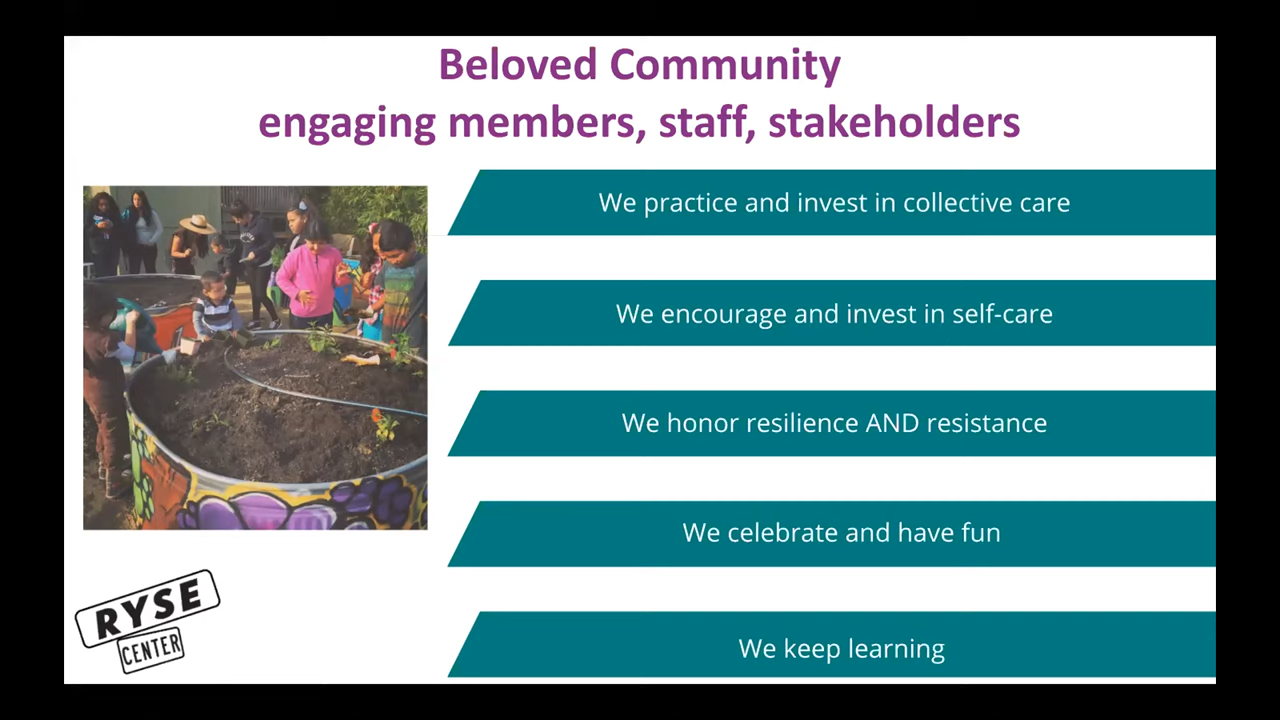 Beloved Community
engaging members, staff, stakeholders
We practice and invest in collective care
We encourage and invest in self-care
We honor resilience AND resistance
We celebrate and have fun
We keep learning
RYSE
CENTER